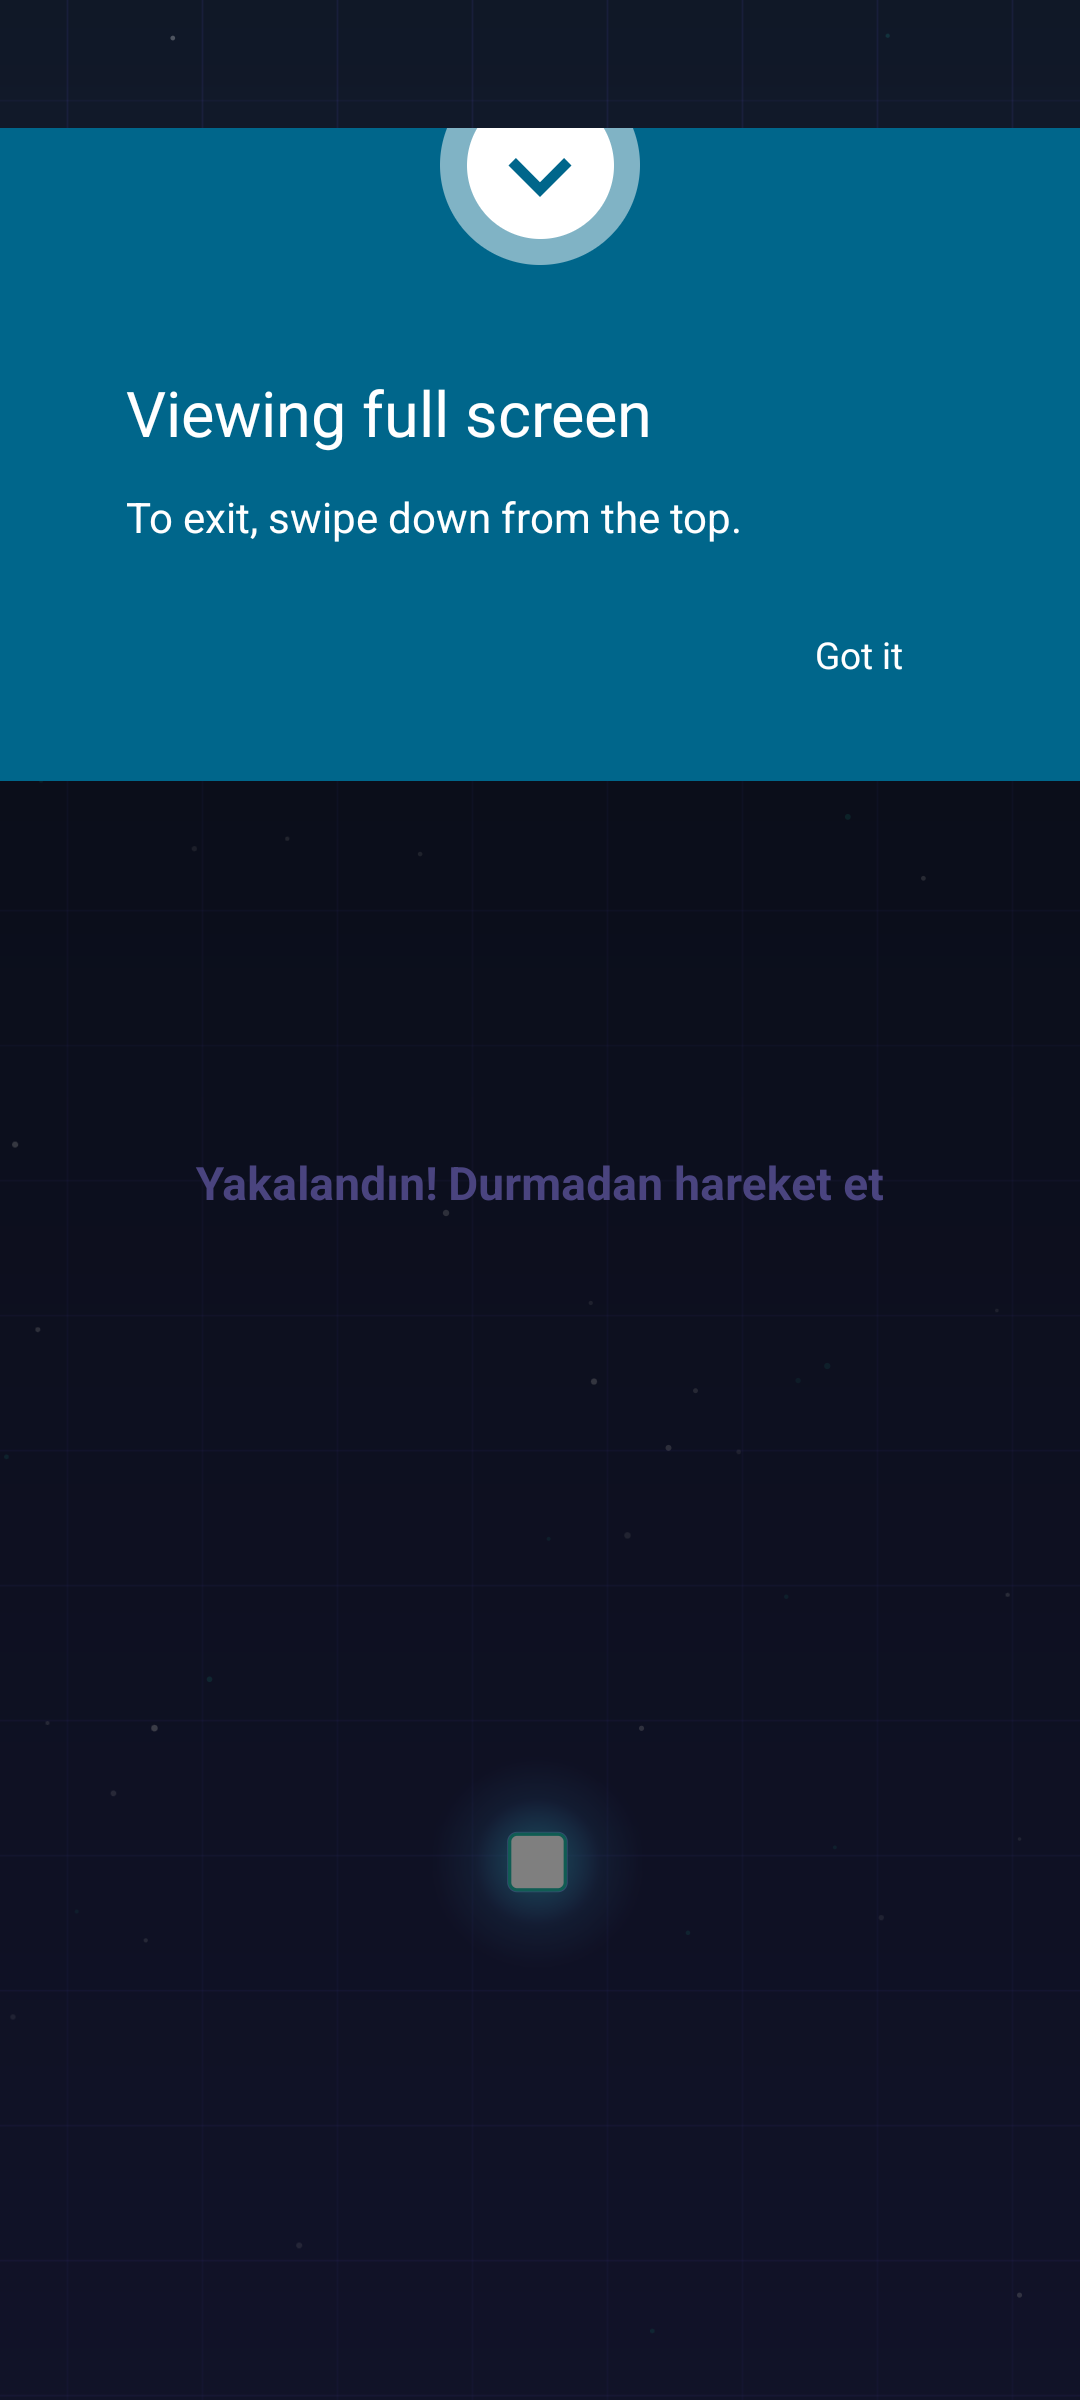 Viewing full screen
To exit, swipe down from the top.
Got it
Yakalandın! Durmadan hareket et